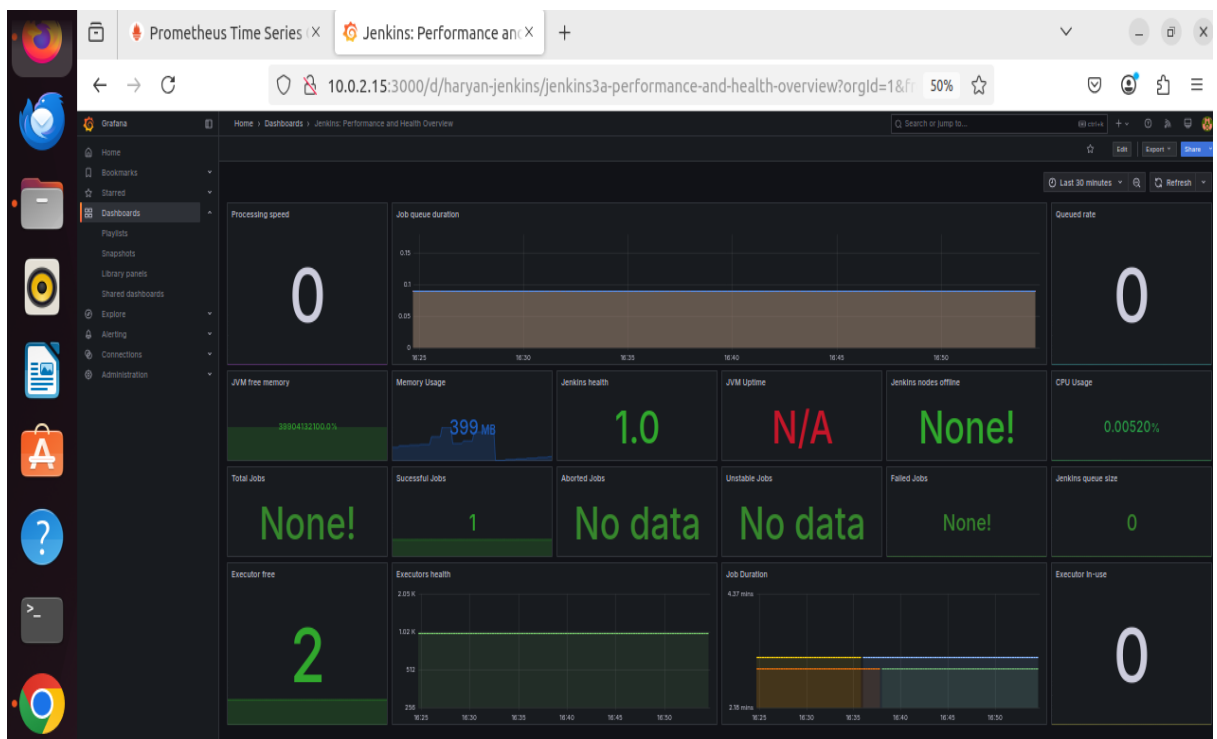 Prometheus Time Series
Jenkins: Performance and
10.0.2.15:3000/d/haryan-jenkins/jenkins3a-performance-and-health-overview?orgId=1&fr
50%
Grafana
Home › Dashboards › Jenkins: Performance and Health Overview
Search or jump to...
ctrl+k
Home
Edit
Export
Share
Bookmarks
Starred
Last 30 minutes
Refresh
Dashboards
Playlists
Snapshots
Library panels
Shared dashboards
Explore
Alerting
Connections
Administration
Processing speed
0
Job queue duration
0.15
0.1
0.05
0
16:25 16:30 16:35 16:40 16:45 16:50
Queued rate
0
JVM free memory
38904132100.0%
Memory Usage
399 MB
Jenkins health
1.0
JVM Uptime
N/A
Jenkins nodes offline
None!
CPU Usage
0.00520%
Total Jobs
None!
Sucessful Jobs
1
Aborted Jobs
No data
Unstable Jobs
No data
Failed Jobs
None!
Jenkins queue size
0
Executor free
2
Executors health
2.05 K
1.02 K
512
256
16:25 16:30 16:35 16:40 16:45 16:50
Job Duration
4.37 mins
2.18 mins
16:25 16:30 16:35 16:40 16:45 16:50
Executor In-use
0